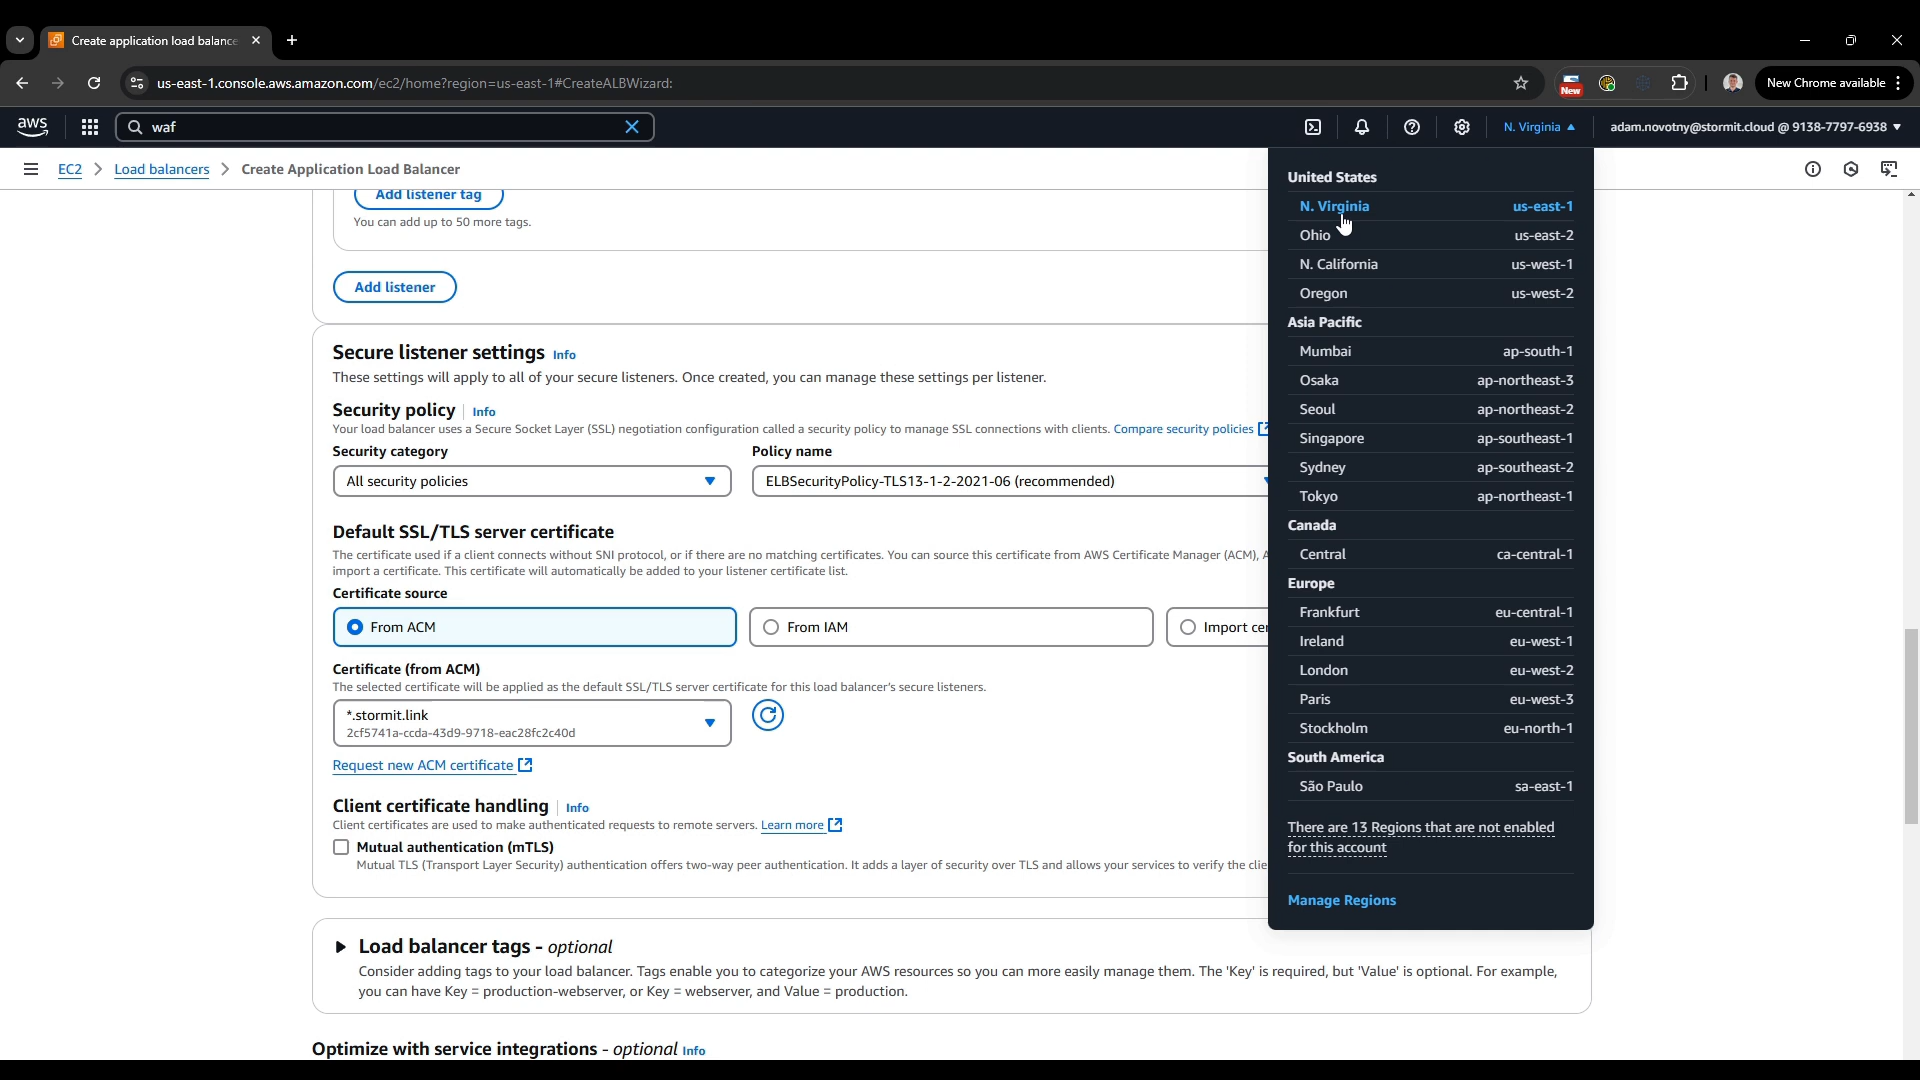 Create application load balance
us-east-1.console.aws.amazon.com/ec2/home?region=us-east-1#CreateALBWizard:
New
New Chrome available
aws
waf
N. Virginia
adam.novotny@stormit.cloud @ 9138-7797-6938
EC2
Load balancers
Create Application Load Balancer
Add listener tag
You can add up to 50 more tags.
Add listener
Secure listener settings Info
These settings will apply to all of your secure listeners. Once created, you can manage these settings per listener.
Security policy Info
Your load balancer uses a Secure Socket Layer (SSL) negotiation configuration called a security policy to manage SSL connections with clients. Compare security policies
Security category
Policy name
All security policies
ELBSecurityPolicy-TLS13-1-2-2021-06 (recommended)
Default SSL/TLS server certificate
The certificate used if a client connects without SNI protocol, or if there are no matching certificates. You can source this certificate from AWS Certificate Manager (ACM), A
import a certificate. This certificate will automatically be added to your listener certificate list.
Certificate source
From ACM
From IAM
Import cer
Certificate (from ACM)
The selected certificate will be applied as the default SSL/TLS server certificate for this load balancer's secure listeners.
*.stormit.link
2cf5741a-ccda-43d9-9718-eac28fc2c40d
Request new ACM certificate
Client certificate handling Info
Client certificates are used to make authenticated requests to remote servers. Learn more
Mutual authentication (mTLS)
Mutual TLS (Transport Layer Security) authentication offers two-way peer authentication. It adds a layer of security over TLS and allows your services to verify the clie
Load balancer tags - optional
Consider adding tags to your load balancer. Tags enable you to categorize your AWS resources so you can more easily manage them. The 'Key' is required, but 'Value' is optional. For example,
you can have Key = production-webserver, or Key = webserver, and Value = production.
Optimize with service integrations - optional Info
United States
N. Virginia us-east-1
Ohio us-east-2
N. California us-west-1
Oregon us-west-2
Asia Pacific
Mumbai ap-south-1
Osaka ap-northeast-3
Seoul ap-northeast-2
Singapore ap-southeast-1
Sydney ap-southeast-2
Tokyo ap-northeast-1
Canada
Central ca-central-1
Europe
Frankfurt eu-central-1
Ireland eu-west-1
London eu-west-2
Paris eu-west-3
Stockholm eu-north-1
South America
São Paulo sa-east-1
There are 13 Regions that are not enabled
for this account
Manage Regions